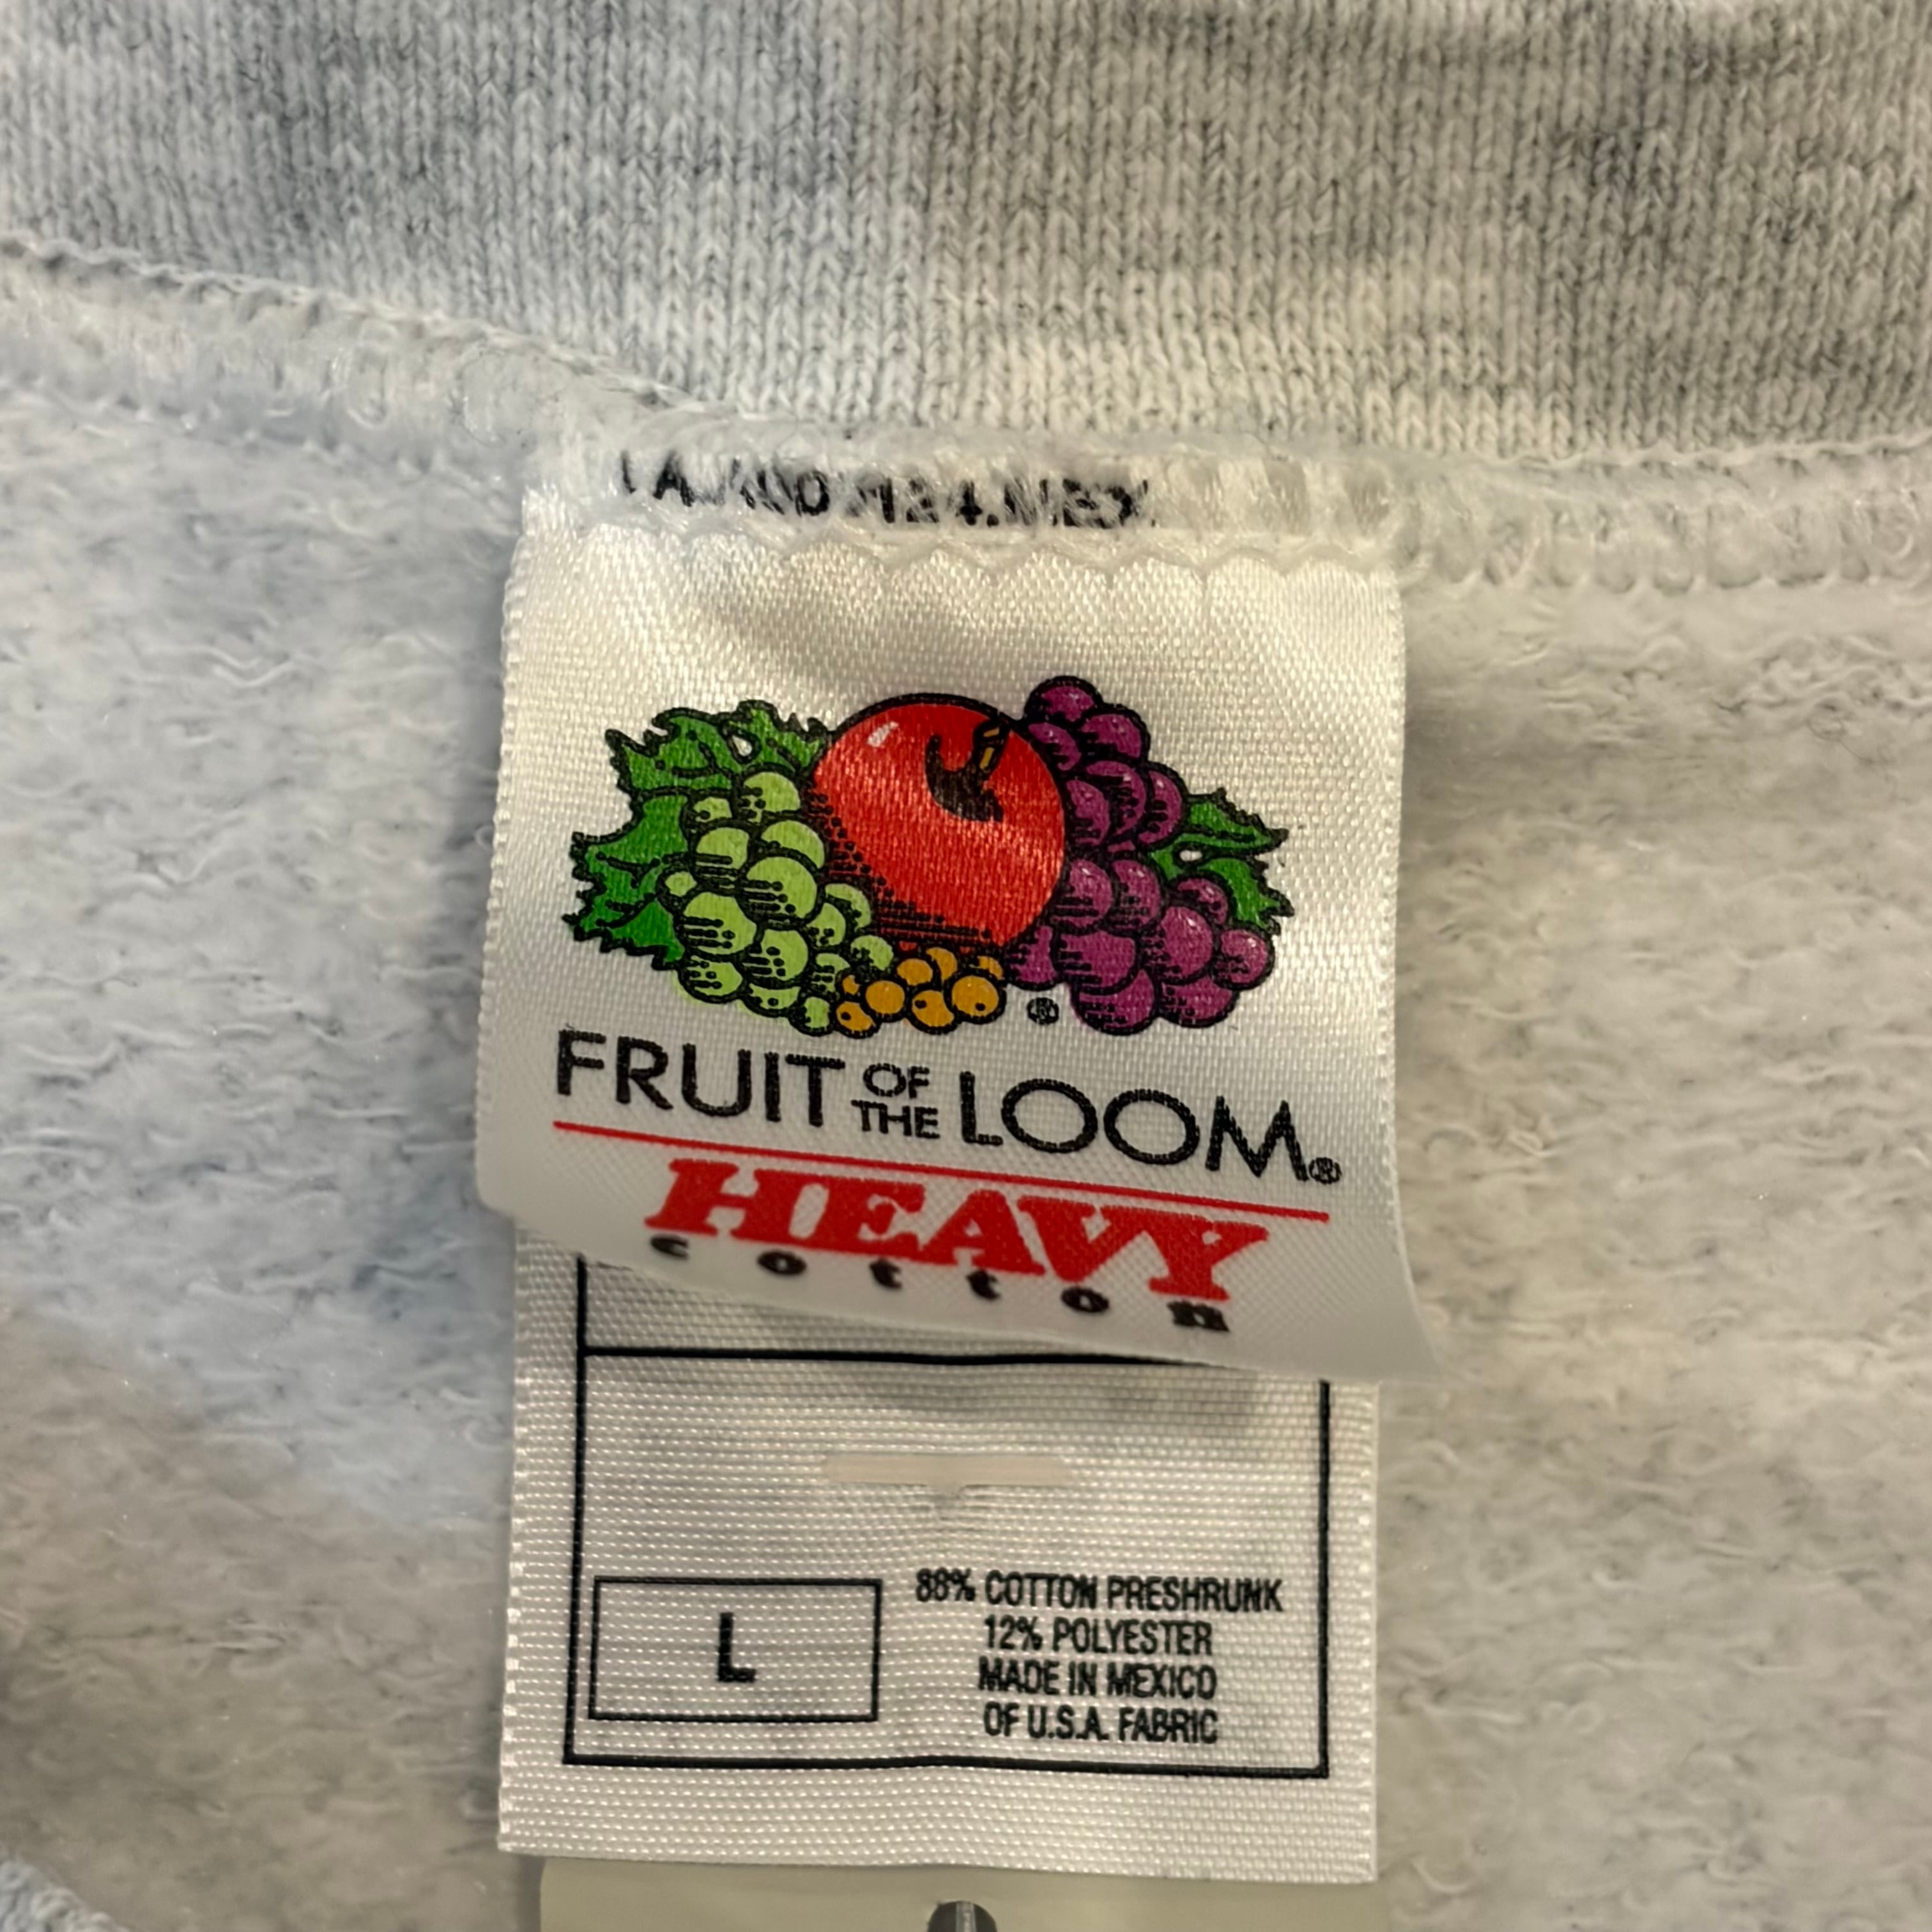 FRUIT OF THE LOOM®
HEAVY
cotton
L
88% COTTON PRESHRUNK
12% POLYESTER
MADE IN MEXICO
OF U.S.A. FABRIC